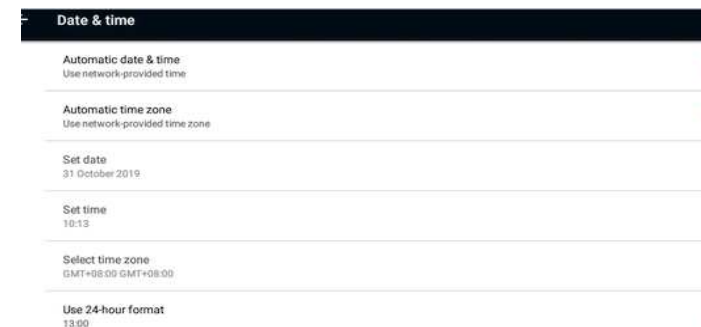 Date & time
Automatic date & time
Use network-provided time
Automatic time zone
Use network-provided time zone
Set date
31 October 2019
Set time
10:13
Select time zone
GMT+08:00 GMT+08:00
Use 24-hour format
13:00